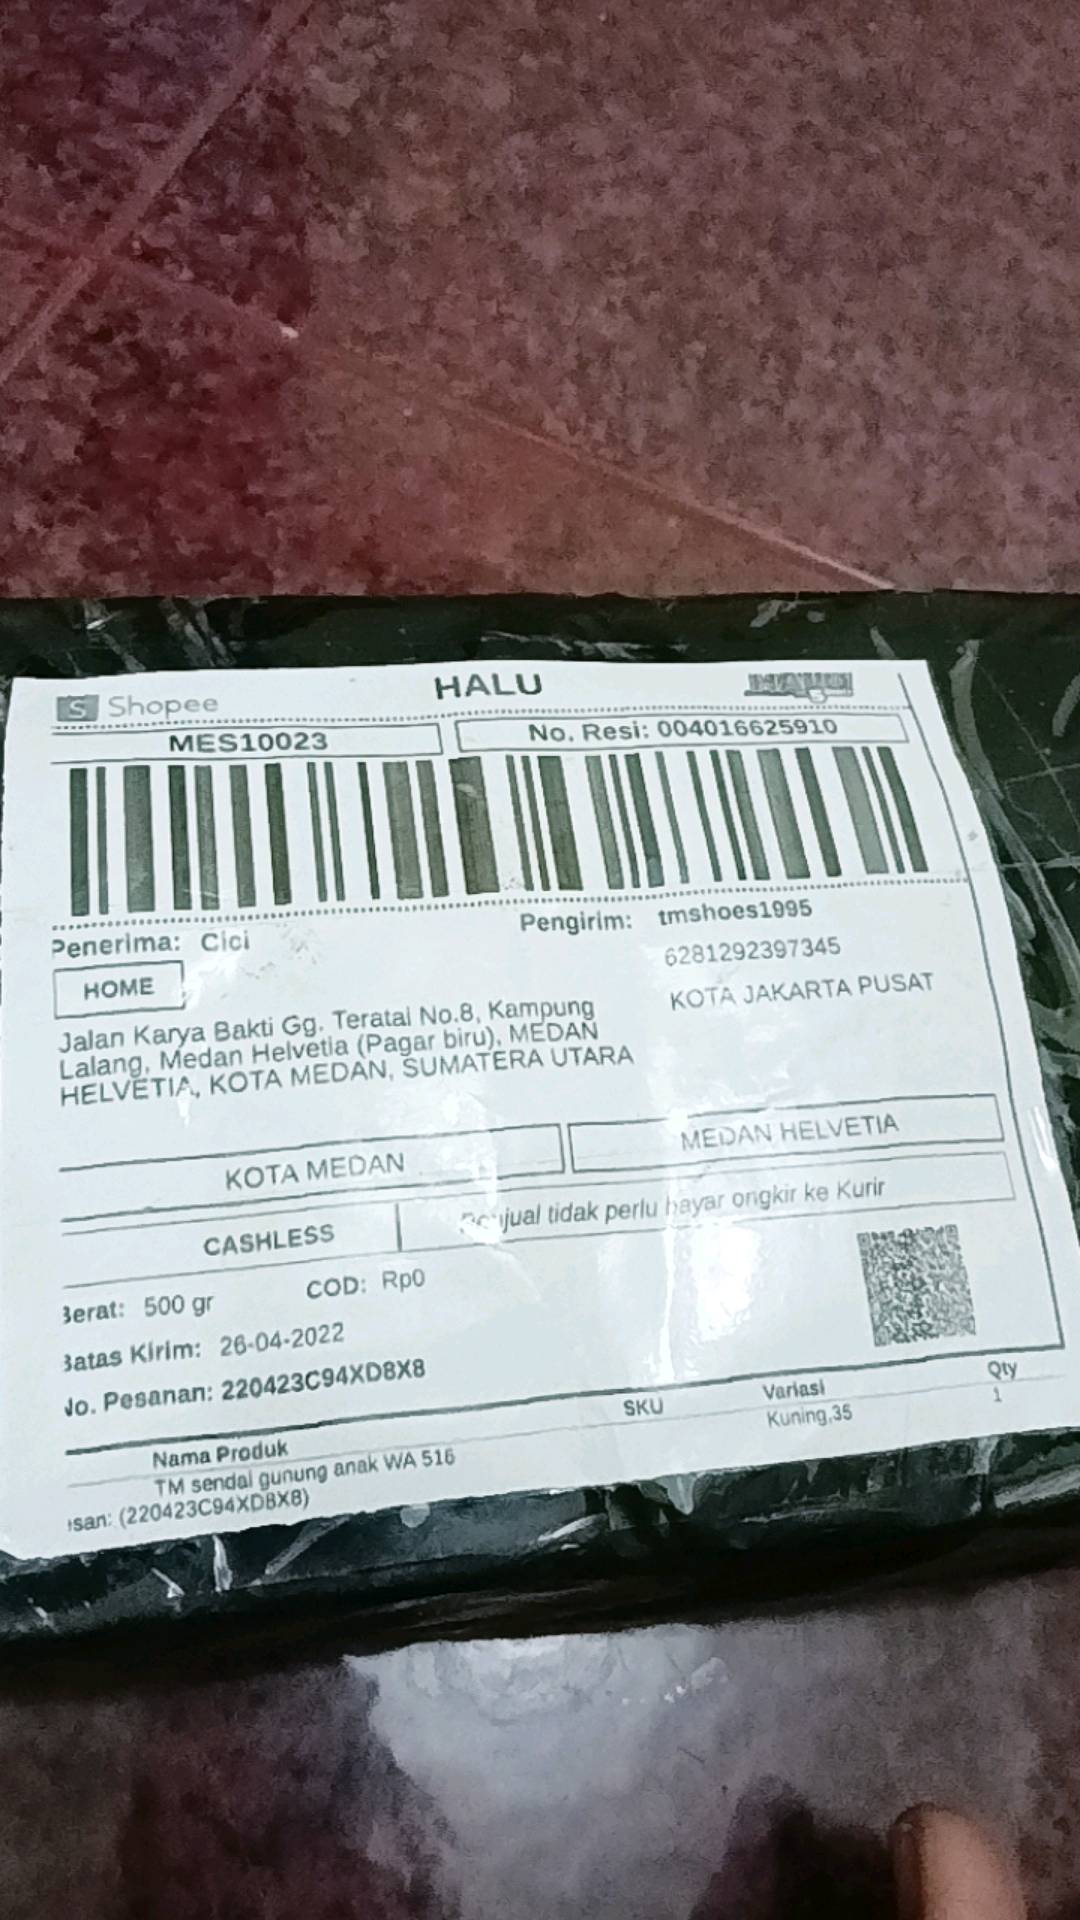 Shopee
HALU
MES10023
No. Resi: 004016625910
Penerima: Cici
HOME
Jalan Karya Bakti Gg. Teratai No.8, Kampung
Lalang, Medan Helvetia (Pagar biru), MEDAN
HELVETIA, KOTA MEDAN, SUMATERA UTARA
Pengirim: tmshoes1995
6281292397345
KOTA JAKARTA PUSAT
KOTA MEDAN
MEDAN HELVETIA
CASHLESS
Penjual tidak perlu bayar ongkir ke Kurir
Berat: 500 gr
COD: Rp0
Batas Kirim: 26-04-2022
No. Pesanan: 220423C94XD8X8
Nama Produk SKU Variasi Qty
TM sendal gunung anak WA 516 Kuning,35 1
san: (220423C94XD8X8)